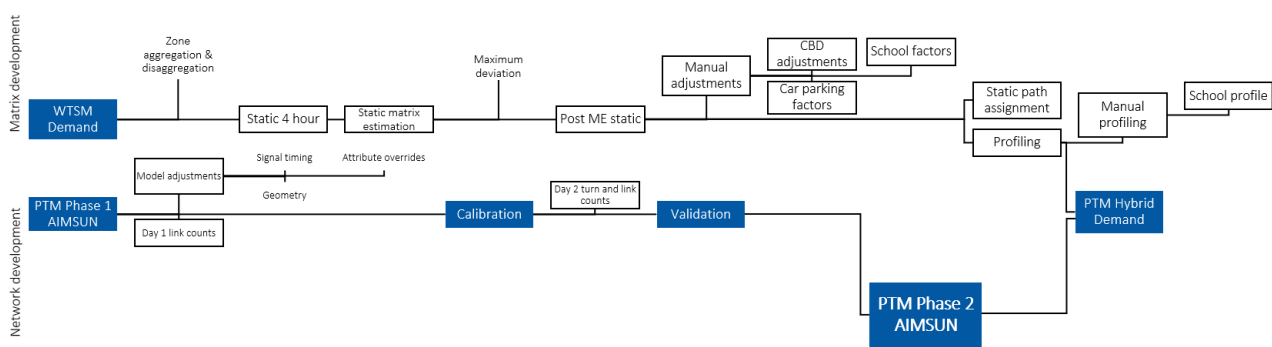 Matrix development
Zone
aggregation &
disaggregation
Maximum
deviation
CBD
adjustments
School factors
Manual
adjustments
Car parking
factors
Static path
assignment
Manual
profiling
School profile
WTSM
Demand
Static 4 hour
Static matrix
estimation
Post ME static
Profiling
Network development
Signal timing
Attribute overrides
Model adjustments
Geometry
Day 2 turn and link
counts
PTM Phase 1
AIMSUN
Calibration
Validation
PTM Hybrid
Demand
Day 1 link counts
PTM Phase 2
AIMSUN